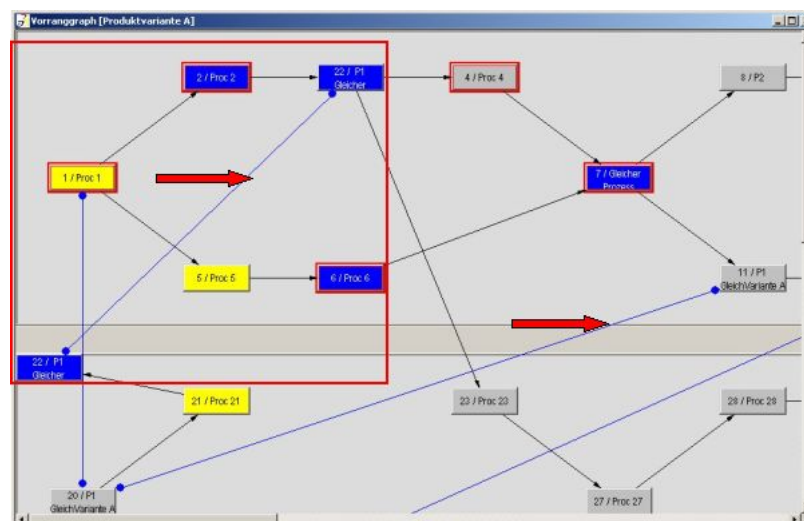 Vorranggraph [Produktvariante A]
2 / Proc 2
22 / P1
Gleicher
4 / Proc 4
8 / P2
1 / Proc 1
7 / Gleicher
Prozess
5 / Proc 5
6 / Proc 6
11 / P1
GleichVariante A
22 / P1
Gleicher
21 / Proc 21
23 / Proc 23
28 / Proc 28
20 / P1
GleichVariante A
27 / Proc 27